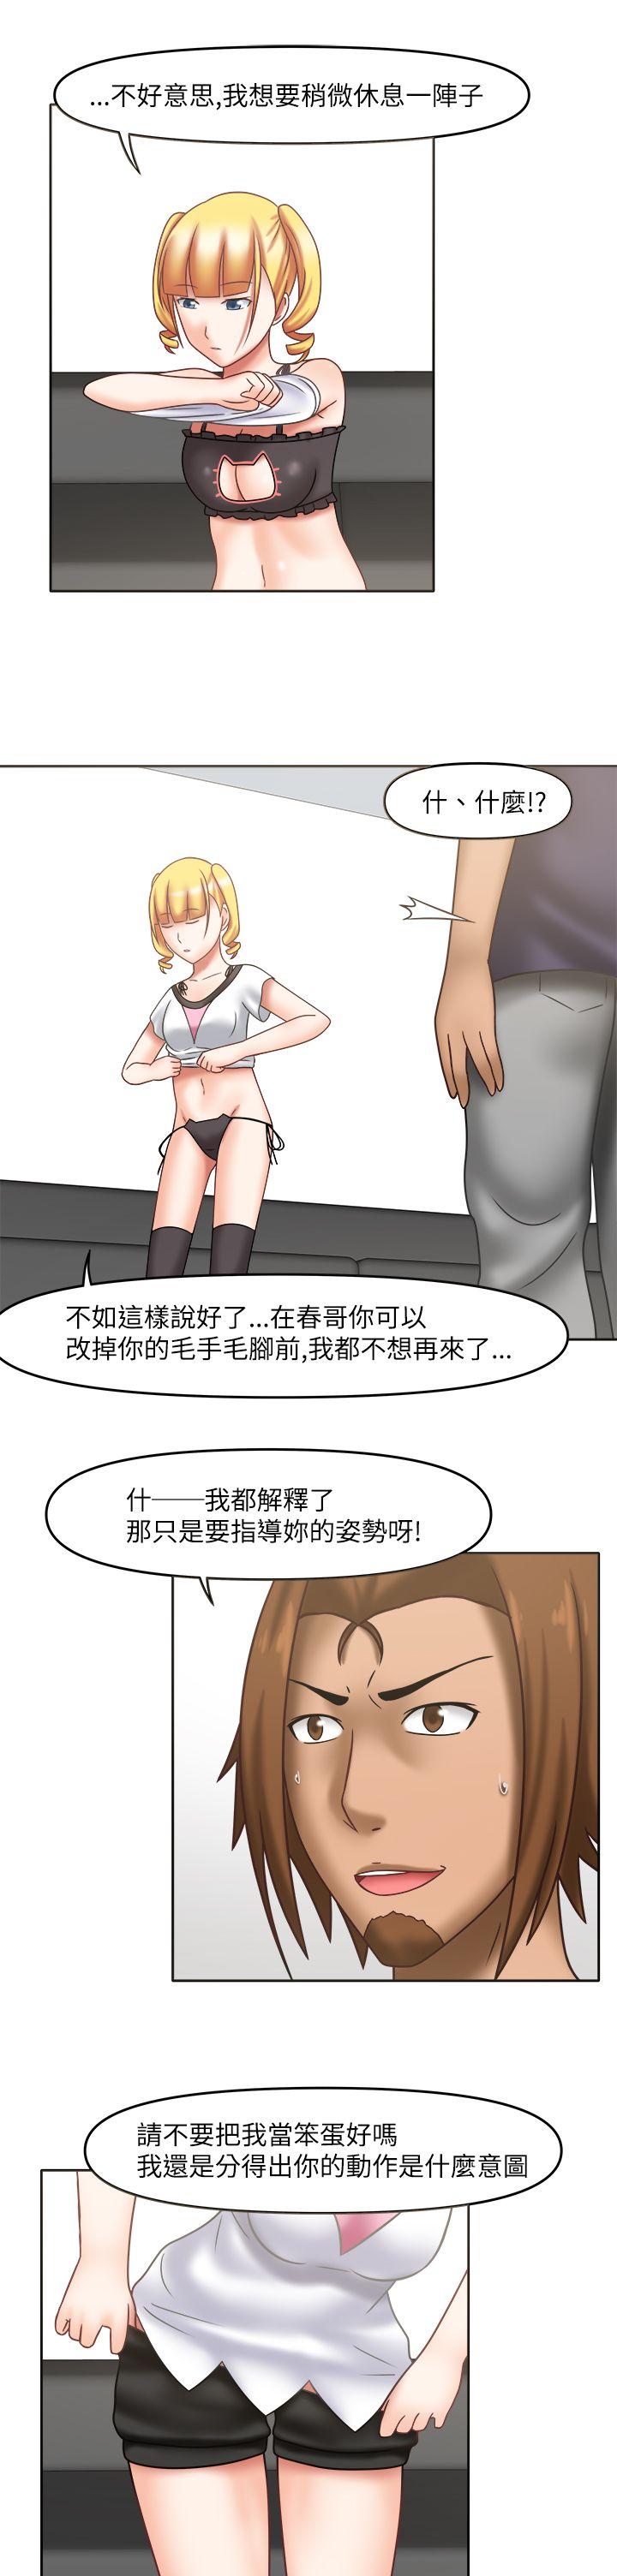 ...不好意思,我想要稍微休息一陣子
什、什麼!?
不如這樣說好了...在春哥你可以
改掉你的毛手毛腳前,我都不想再來了...
什──我都解釋了
那只是要指導妳的姿勢呀!
請不要把我當笨蛋好嗎
我還是分得出你的動作是什麼意圖